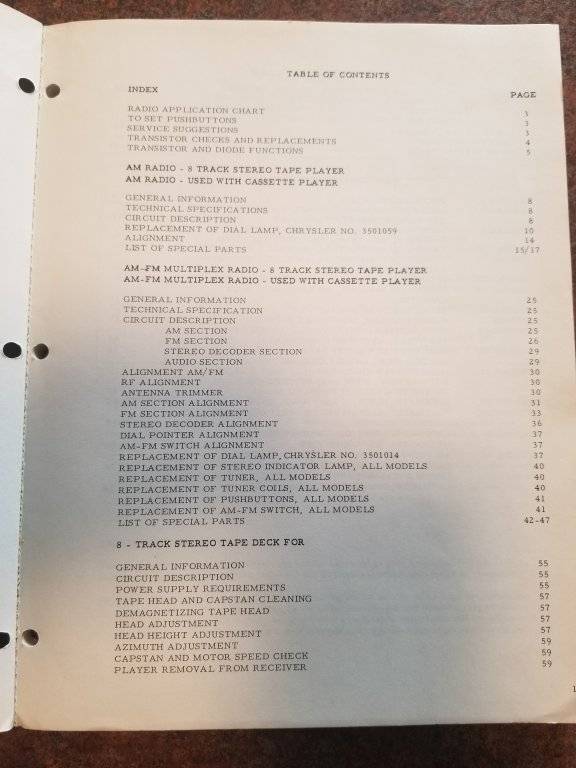 TABLE OF CONTENTS
INDEX PAGE
RADIO APPLICATION CHART 3
TO SET PUSHBUTTONS 3
SERVICE SUGGESTIONS 3
TRANSISTOR CHECKS AND REPLACEMENTS 4
TRANSISTOR AND DIODE FUNCTIONS 5
AM RADIO - 8 TRACK STEREO TAPE PLAYER
AM RADIO - USED WITH CASSETTE PLAYER
GENERAL INFORMATION 8
TECHNICAL SPECIFICATIONS 8
CIRCUIT DESCRIPTION 8
REPLACEMENT OF DIAL LAMP, CHRYSLER NO. 3501059 10
ALIGNMENT 14
LIST OF SPECIAL PARTS 15/17
AM-FM MULTIPLEX RADIO - 8 TRACK STEREO TAPE PLAYER
AM-FM MULTIPLEX RADIO - USED WITH CASSETTE PLAYER
GENERAL INFORMATION 25
TECHNICAL SPECIFICATION 25
CIRCUIT DESCRIPTION 25
AM SECTION 25
FM SECTION 26
STEREO DECODER SECTION 29
AUDIO SECTION 29
ALIGNMENT AM/FM 30
RF ALIGNMENT 30
ANTENNA TRIMMER 30
AM SECTION ALIGNMENT 31
FM SECTION ALIGNMENT 33
STEREO DECODER ALIGNMENT 36
DIAL POINTER ALIGNMENT 37
AM-FM SWITCH ALIGNMENT 37
REPLACEMENT OF DIAL LAMP, CHRYSLER NO. 3501014 37
REPLACEMENT OF STEREO INDICATOR LAMP, ALL MODELS 40
REPLACEMENT OF TUNER, ALL MODELS 40
REPLACEMENT OF TUNER COILS, ALL MODELS 40
REPLACEMENT OF PUSHBUTTONS, ALL MODELS 41
REPLACEMENT OF AM-FM SWITCH, ALL MODELS 41
LIST OF SPECIAL PARTS 42-47
8 - TRACK STEREO TAPE DECK FOR
GENERAL INFORMATION 55
CIRCUIT DESCRIPTION 55
POWER SUPPLY REQUIREMENTS 55
TAPE HEAD AND CAPSTAN CLEANING 57
DEMAGNETIZING TAPE HEAD 57
HEAD ADJUSTMENT 57
HEAD HEIGHT ADJUSTMENT 57
AZIMUTH ADJUSTMENT 59
CAPSTAN AND MOTOR SPEED CHECK 59
PLAYER REMOVAL FROM RECEIVER 59
1